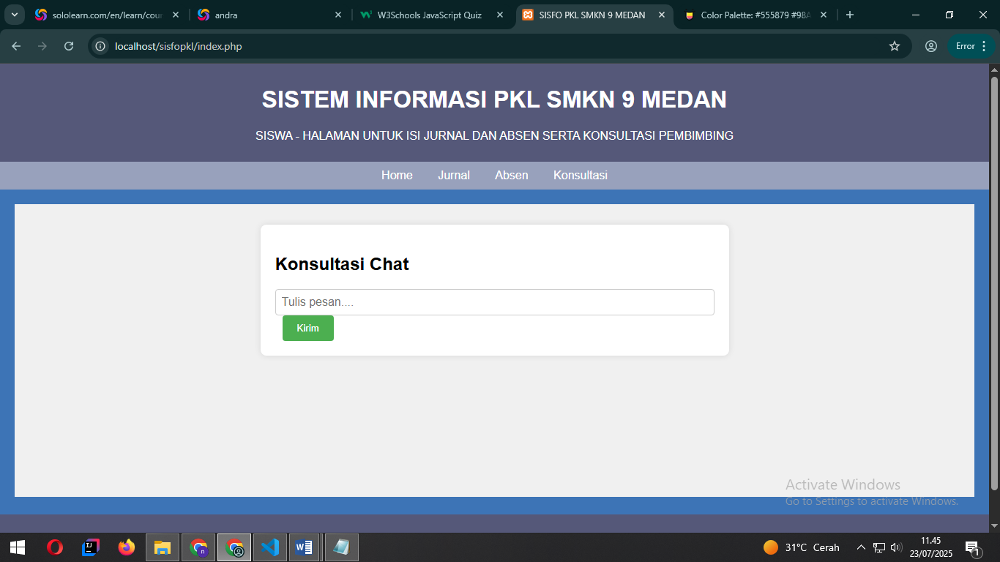 sololearn.com/en/learn/cour
andra
W3Schools JavaScript Quiz
SISFO PKL SMKN 9 MEDAN
Color Palette: #555879 #98A
localhost/sisfopkl/index.php
Error
SISTEM INFORMASI PKL SMKN 9 MEDAN
SISWA - HALAMAN UNTUK ISI JURNAL DAN ABSEN SERTA KONSULTASI PEMBIMBING
Home Jurnal Absen Konsultasi
Konsultasi Chat
Tulis pesan....
Kirim
Activate Windows
Go to Settings to activate Windows.
31°C Cerah
11.45
23/07/2025
1